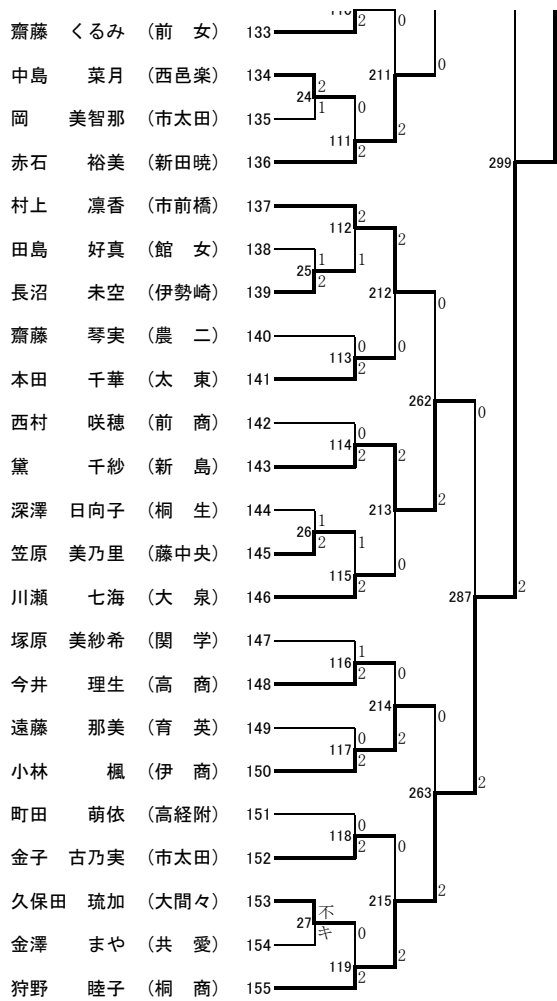 2 0
齋藤 くるみ （前 女） 133
211 0
中島 菜月 （西邑楽） 134
24 2 0
岡 美智那 （市太田） 135 1
111 2
赤石 裕美 （新田暁） 136 2
299
村上 凛香 （市前橋） 137 2
112 2
田島 好真 （館 女） 138 1 1
25
長沼 未空 （伊勢崎） 139 2
212 0
齋藤 琴実 （農 二） 140 0 0
113
本田 千華 （太 東） 141 2
262 0
西村 咲穂 （前 商） 142 0
114 2
黛 千紗 （新 島） 143 2
213 2
深澤 日向子 （桐 生） 144 1
26 1 0
笠原 美乃里 （藤中央） 145 2
115
川瀬 七海 （大 泉） 146 2
287 2
塚原 美紗希 （関 学） 147 1
116 0
今井 理生 （高 商） 148 2
214 0
遠藤 那美 （育 英） 149 0
117 2
小林 楓 （伊 商） 150 2
263 2
町田 萌依 （高経附） 151 0
118 0
金子 古乃実 （市太田） 152 2
215 2
久保田 琉加 （大間々） 153 不
27 0
金澤 まや （共 愛） 154 キ
119 2
狩野 睦子 （桐 商） 155 2